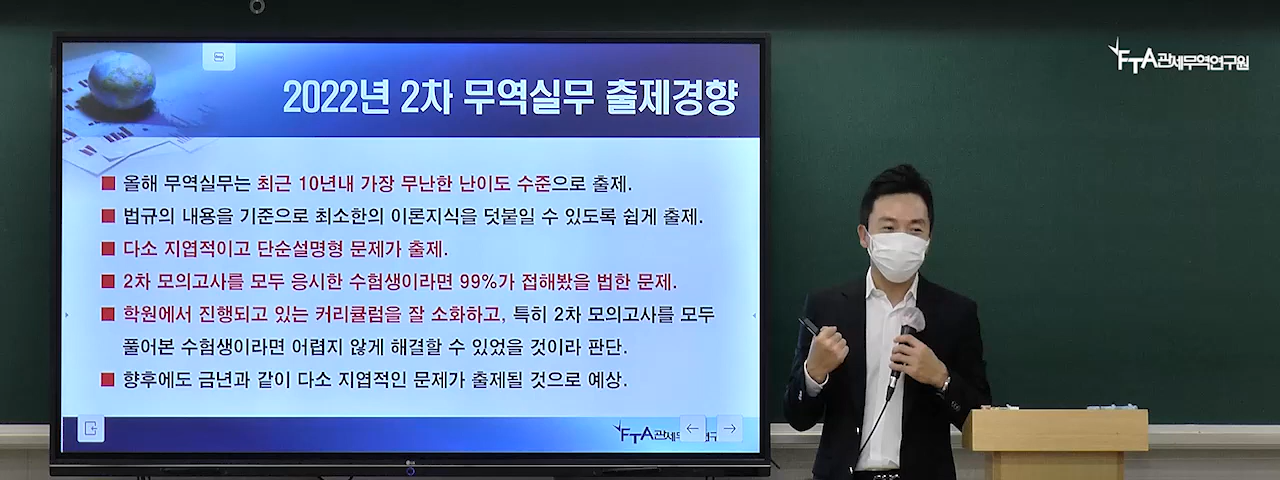 2022년 2차 무역실무 출제경향
FTA관세무역연구원
올해 무역실무는 최근 10년내 가장 무난한 난이도 수준으로 출제.
법규의 내용을 기준으로 최소한의 이론지식을 덧붙일 수 있도록 쉽게 출제.
다소 지엽적이고 단순설명형 문제가 출제.
2차 모의고사를 모두 응시한 수험생이라면 99%가 접해봤을 법한 문제.
학원에서 진행되고 있는 커리큘럼을 잘 소화하고, 특히 2차 모의고사를 모두
풀어본 수험생이라면 어렵지 않게 해결할 수 있었을 것이라 판단.
향후에도 금년과 같이 다소 지엽적인 문제가 출제될 것으로 예상.
FTA관세무역연구
LG